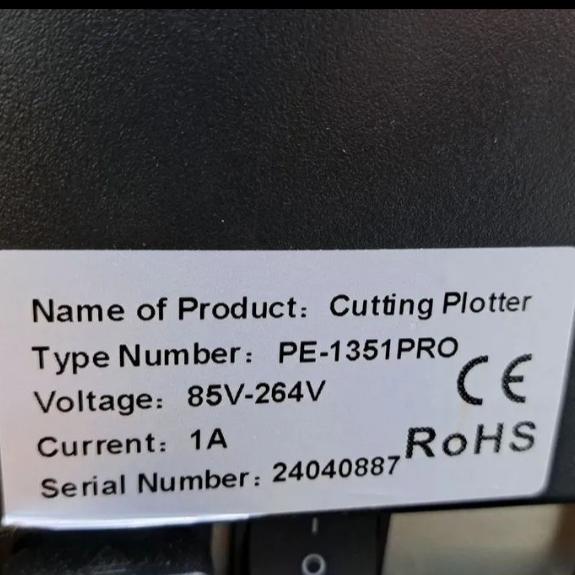 Name of Product: Cutting Plotter
Type Number: PE-1351PRO
Voltage: 85V-264V
CE
Current: 1A
RoHS
Serial Number: 24040887